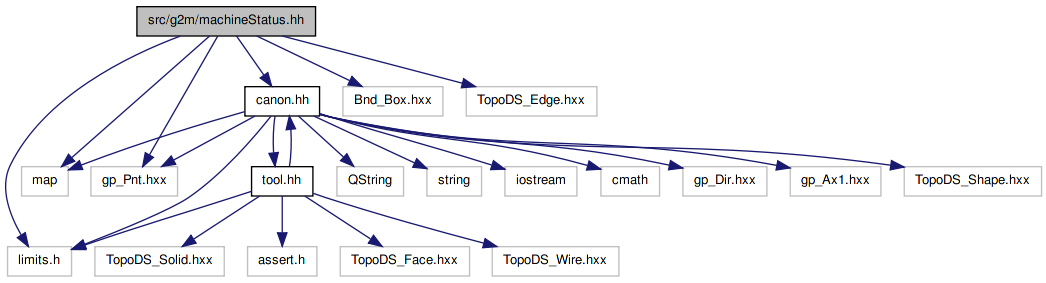 src/g2m/machineStatus.hh
canon.hh
Bnd_Box.hxx
TopoDS_Edge.hxx
map
gp_Pnt.hxx
tool.hh
QString
string
iostream
cmath
gp_Dir.hxx
gp_Ax1.hxx
TopoDS_Shape.hxx
limits.h
TopoDS_Solid.hxx
assert.h
TopoDS_Face.hxx
TopoDS_Wire.hxx